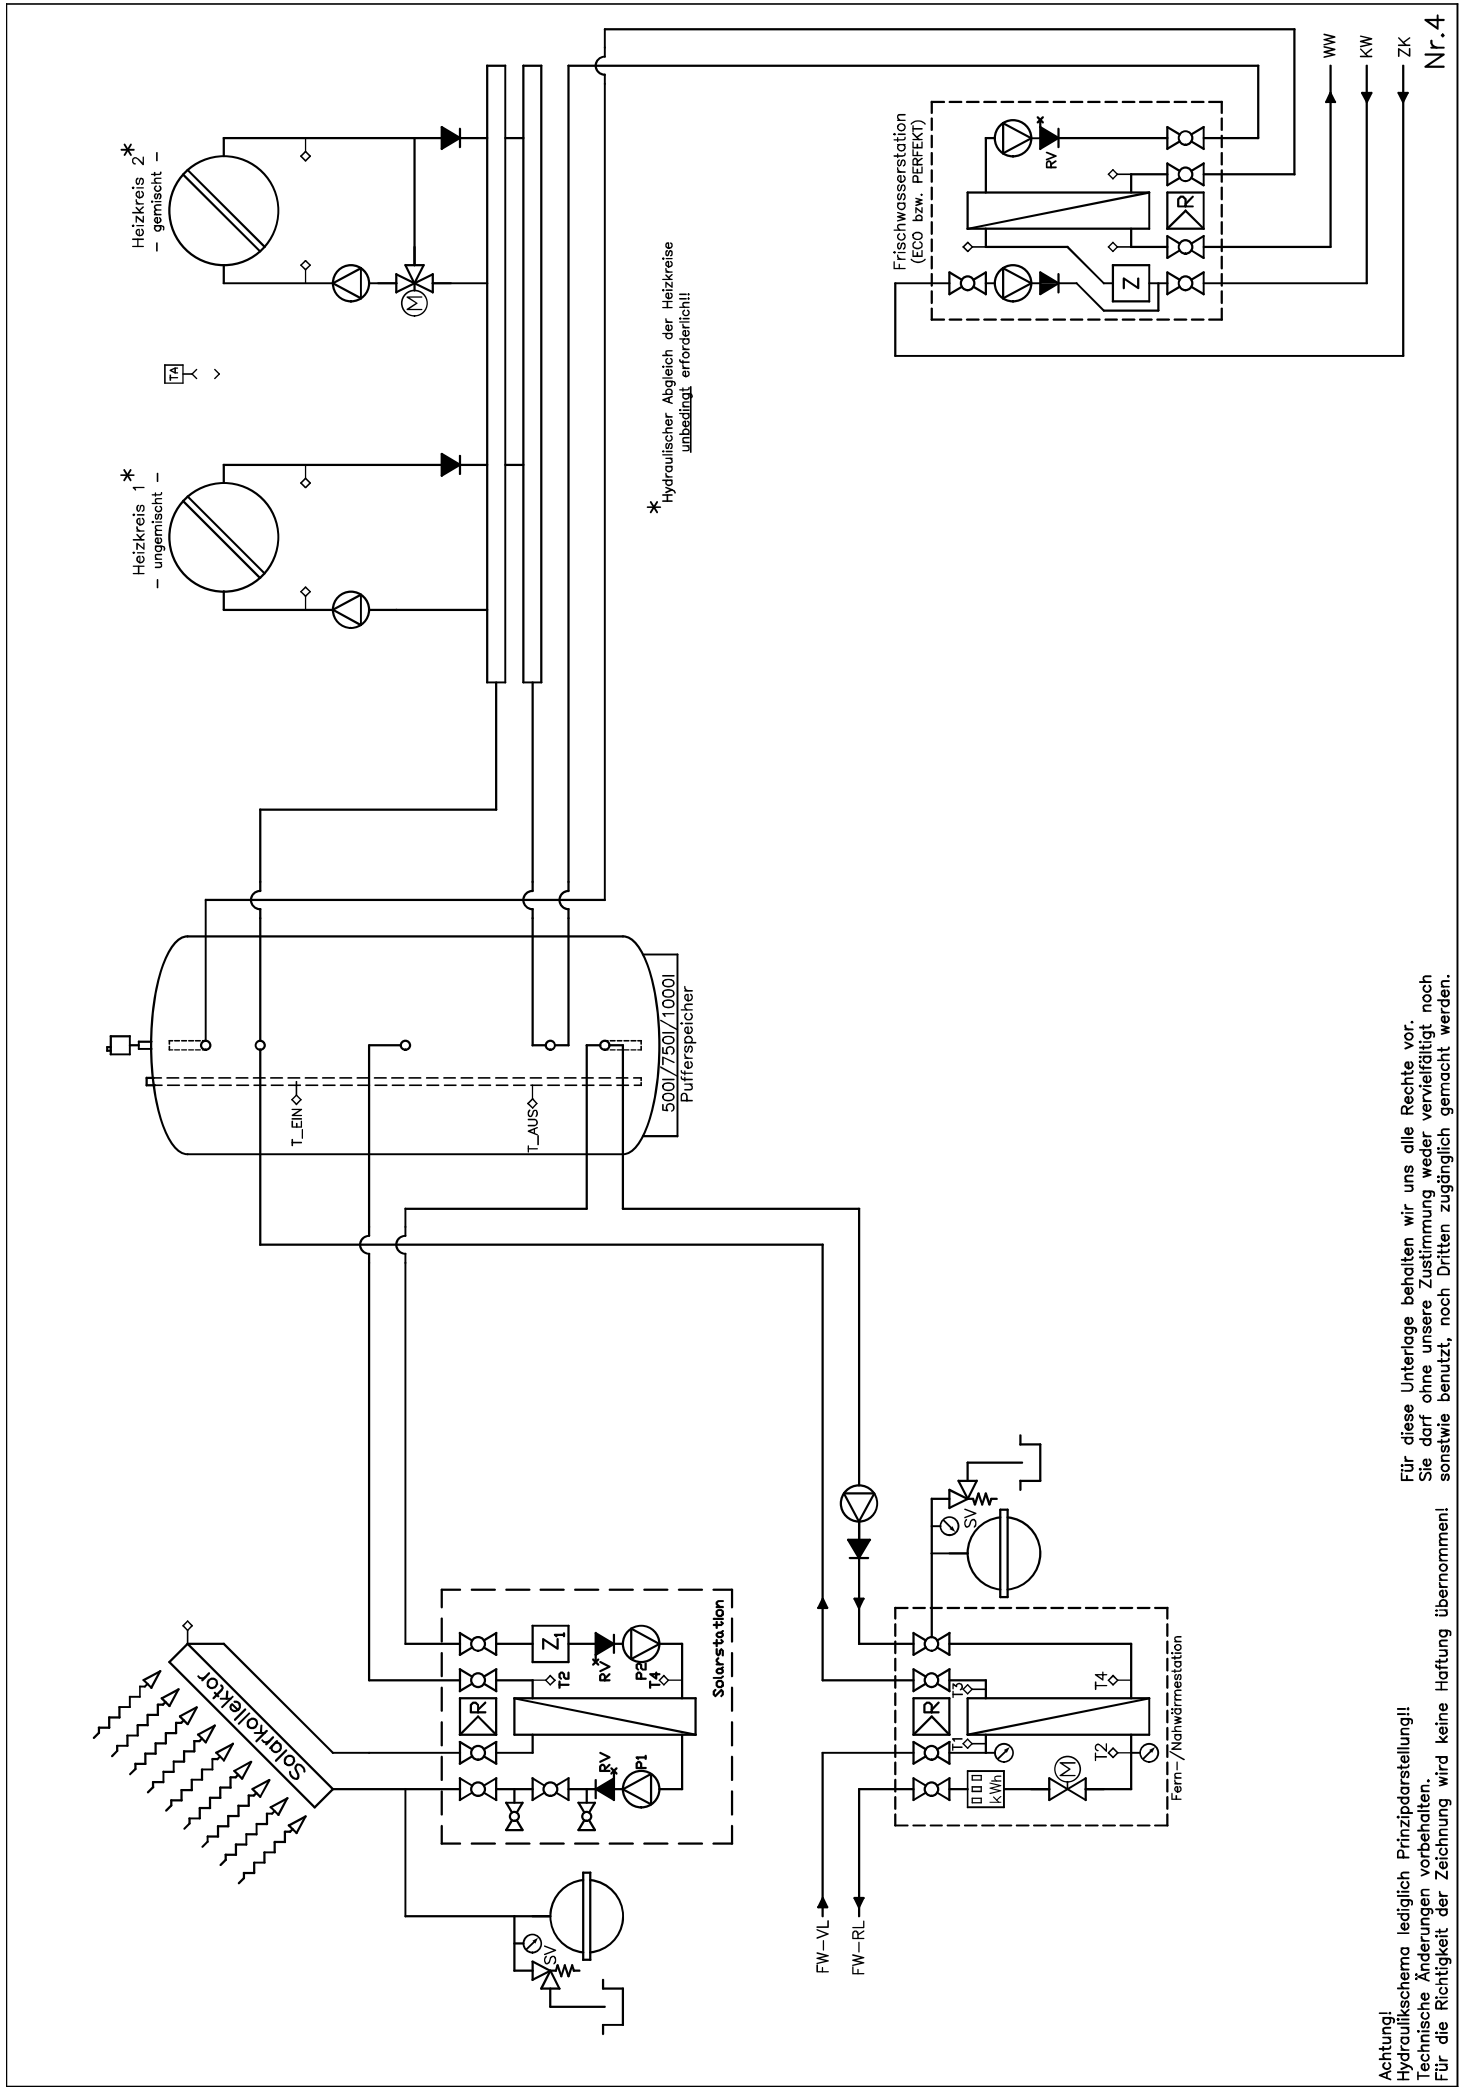 Solarkollektor
T2
Z1
RV
P2
T4
R
RV
P1
Solarstation
SV
FW-VL
FW-RL
T3
T4
R
T1
T2
kWh
M
Fern-/Nahwärmestation
SV
T_EIN
T_AUS
500l/750l/1000l
Pufferspeicher
Heizkreis 1*
- ungemischt -
TA
Heizkreis 2*
- gemischt -
M
* Hydraulischer Abgleich der Heizkreise
unbedingt erforderlich!!
Frischwasserstation
(ECO bzw. PERFEKT)
RV
R
Z
WW
KW
ZK
Nr.4
Achtung!
Hydraulikschema lediglich Prinzipdarstellung!!
Technische Änderungen vorbehalten.
Für die Richtigkeit der Zeichnung wird keine Haftung übernommen!
Für diese Unterlage behalten wir uns alle Rechte vor.
Sie darf ohne unsere Zustimmung weder vervielfältigt noch
sonstwie benutzt, noch Dritten zugänglich gemacht werden.